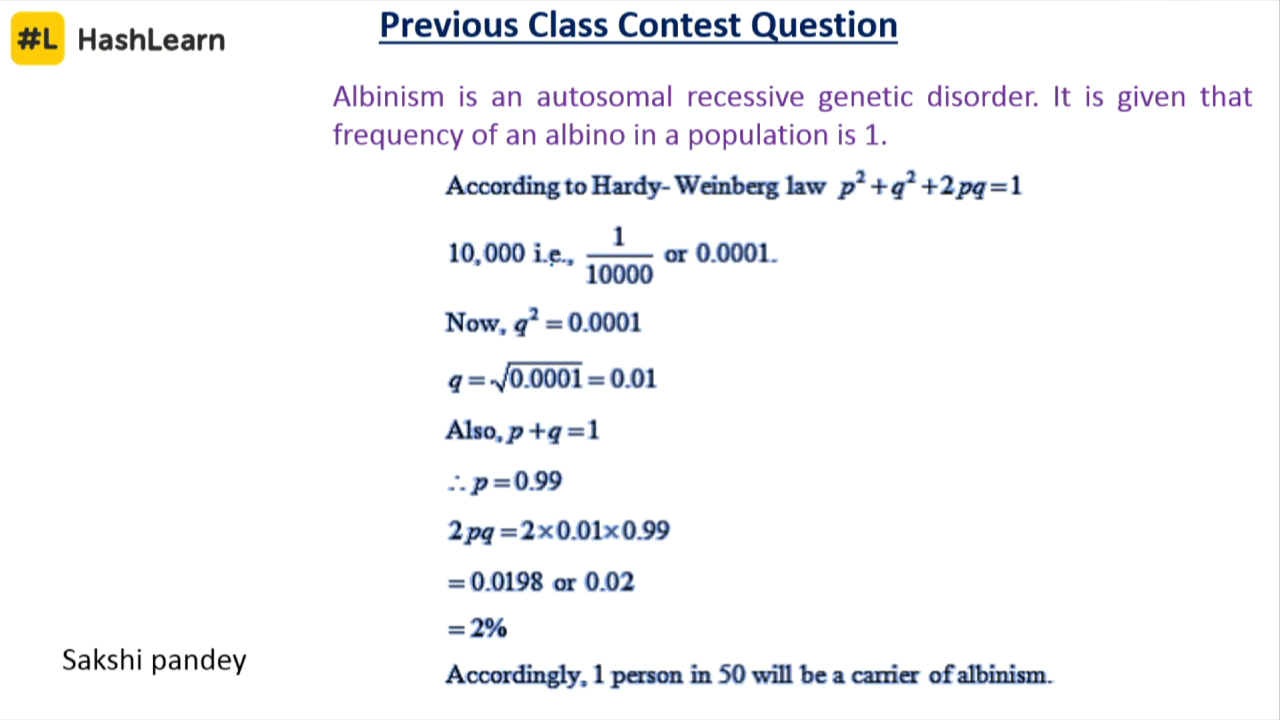 #L HashLearn
Previous Class Contest Question
Albinism is an autosomal recessive genetic disorder. It is given that
frequency of an albino in a population is 1.
According to Hardy- Weinberg law p²+q²+2pq=1
10,000 i.e., 1/10000 or 0.0001.
Now, q² = 0.0001
q = √0.0001 = 0.01
Also, p+q=1
∴ p=0.99
2pq =2×0.01×0.99
=0.0198 or 0.02
=2%
Sakshi pandey
Accordingly, 1 person in 50 will be a carrier of albinism.